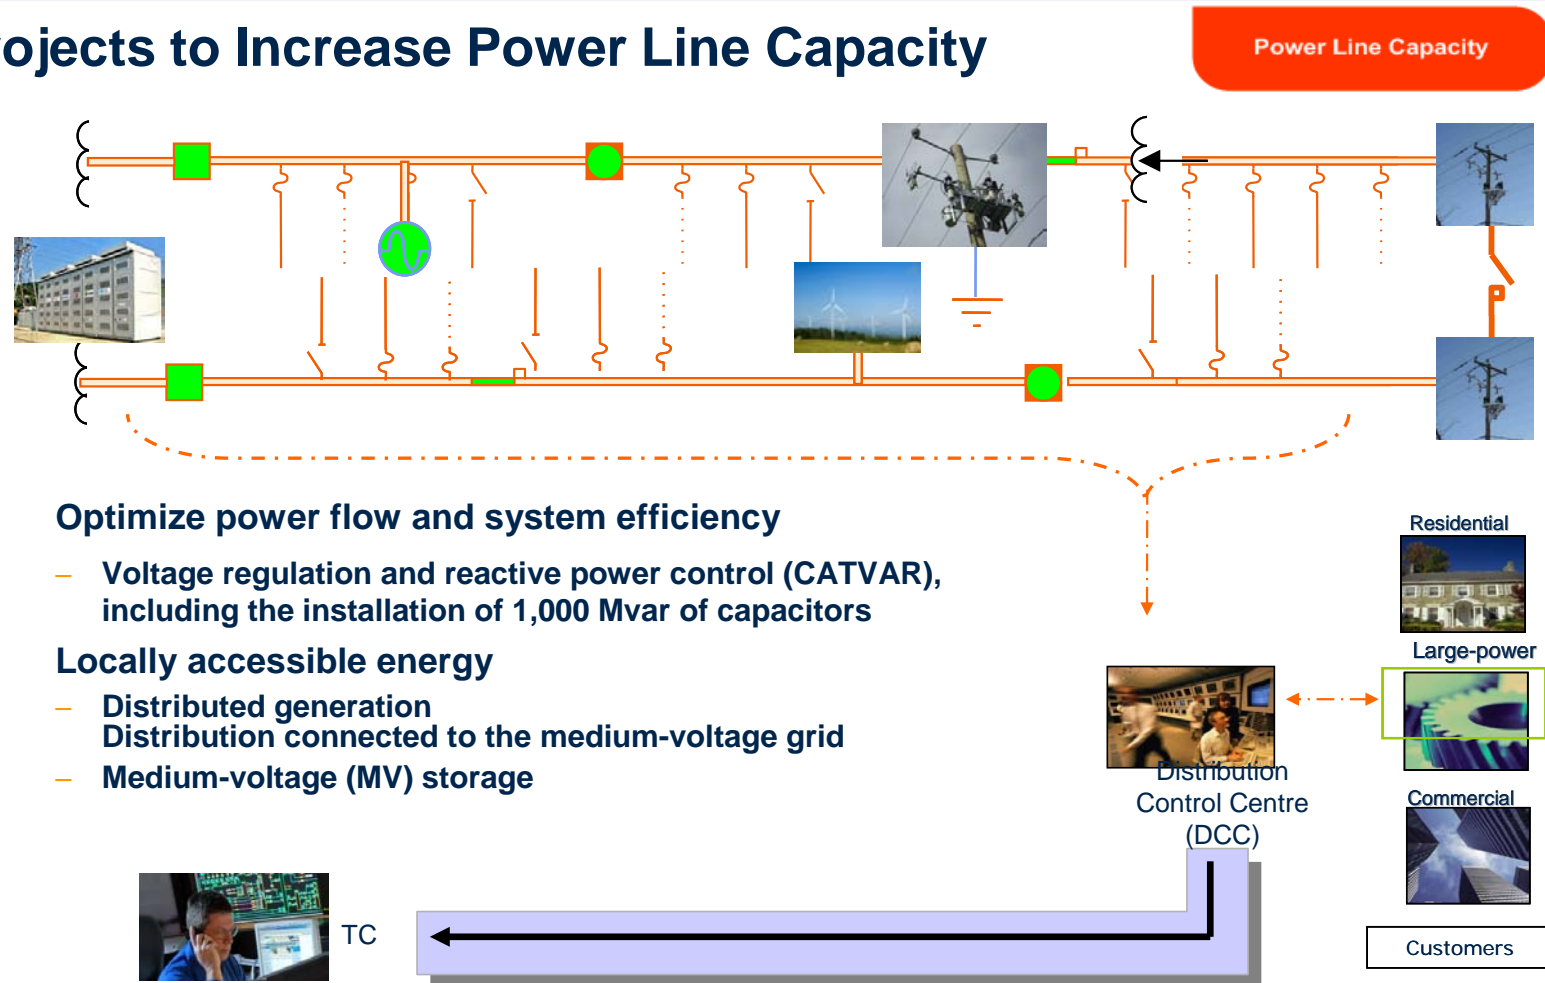 ojects to Increase Power Line Capacity
Power Line Capacity
Optimize power flow and system efficiency
– Voltage regulation and reactive power control (CATVAR),
including the installation of 1,000 Mvar of capacitors
Locally accessible energy
– Distributed generation
Distribution connected to the medium-voltage grid
– Medium-voltage (MV) storage
Residential
Large-power
Distribution
Control Centre
(DCC)
Commercial
TC
Customers